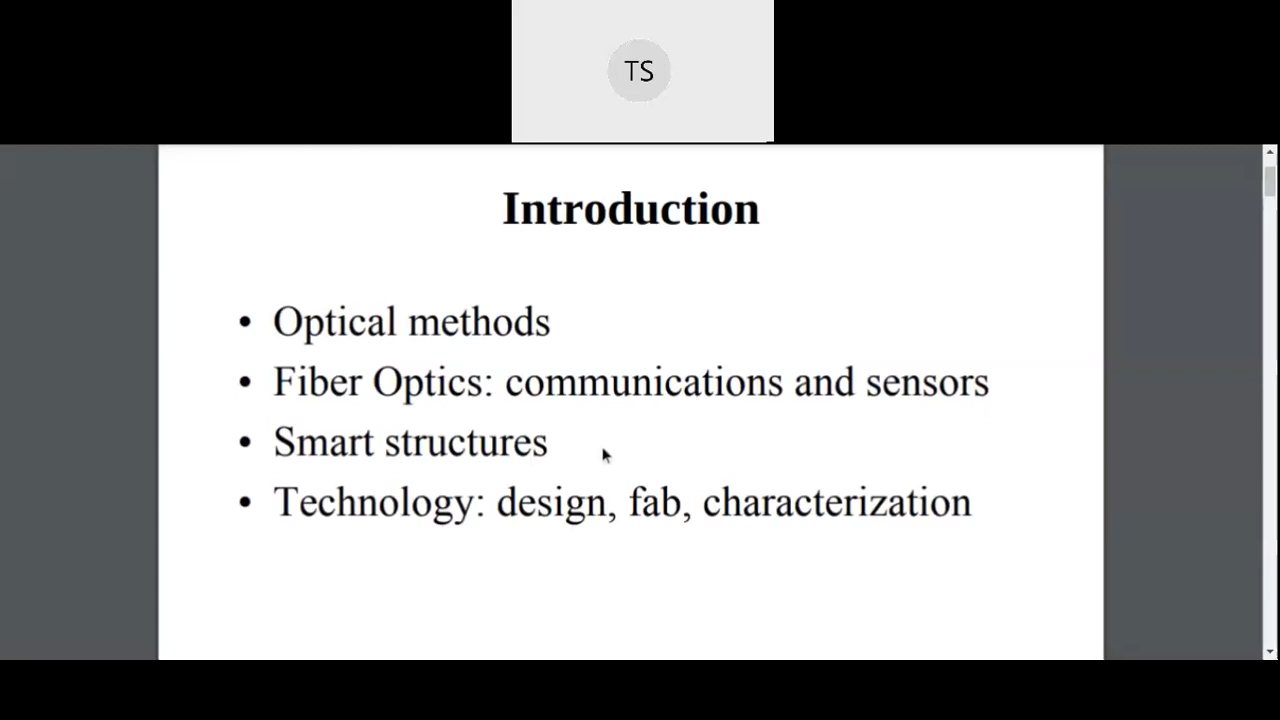 TS
Introduction
• Optical methods
• Fiber Optics: communications and sensors
• Smart structures
• Technology: design, fab, characterization